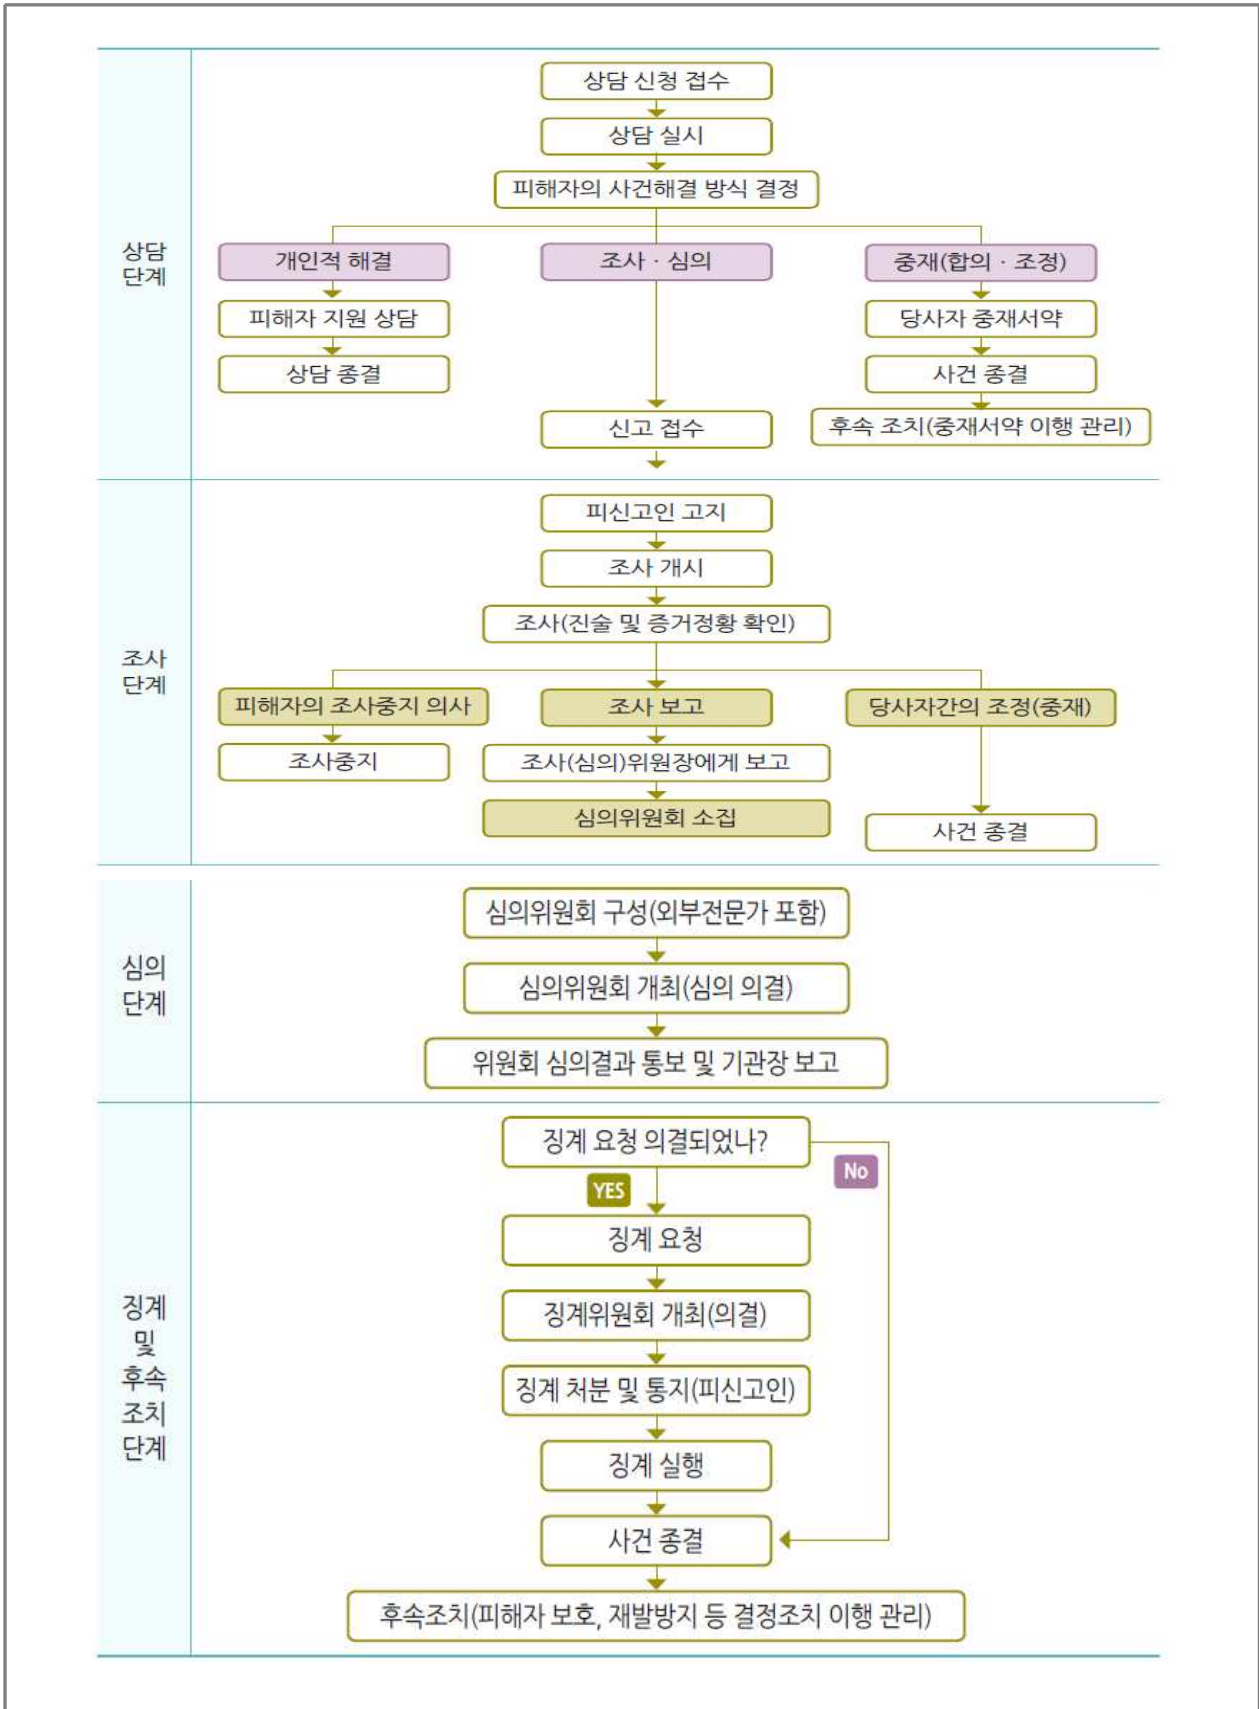 상담
단계
상담 신청 접수
상담 실시
피해자의 사건해결 방식 결정
개인적 해결
조사 · 심의
중재(합의 · 조정)
피해자 지원 상담
당사자 중재서약
상담 종결
사건 종결
신고 접수
후속 조치(중재서약 이행 관리)
조사
단계
피신고인 고지
조사 개시
조사(진술 및 증거정황 확인)
피해자의 조사중지 의사
조사 보고
당사자간의 조정(중재)
조사중지
조사(심의)위원장에게 보고
심의위원회 소집
사건 종결
심의
단계
심의위원회 구성(외부전문가 포함)
심의위원회 개최(심의 의결)
위원회 심의결과 통보 및 기관장 보고
징계
및
후속
조치
단계
징계 요청 의결되었나?
No
YES
징계 요청
징계위원회 개최(의결)
징계 처분 및 통지(피신고인)
징계 실행
사건 종결
후속조치(피해자 보호, 재발방지 등 결정조치 이행 관리)